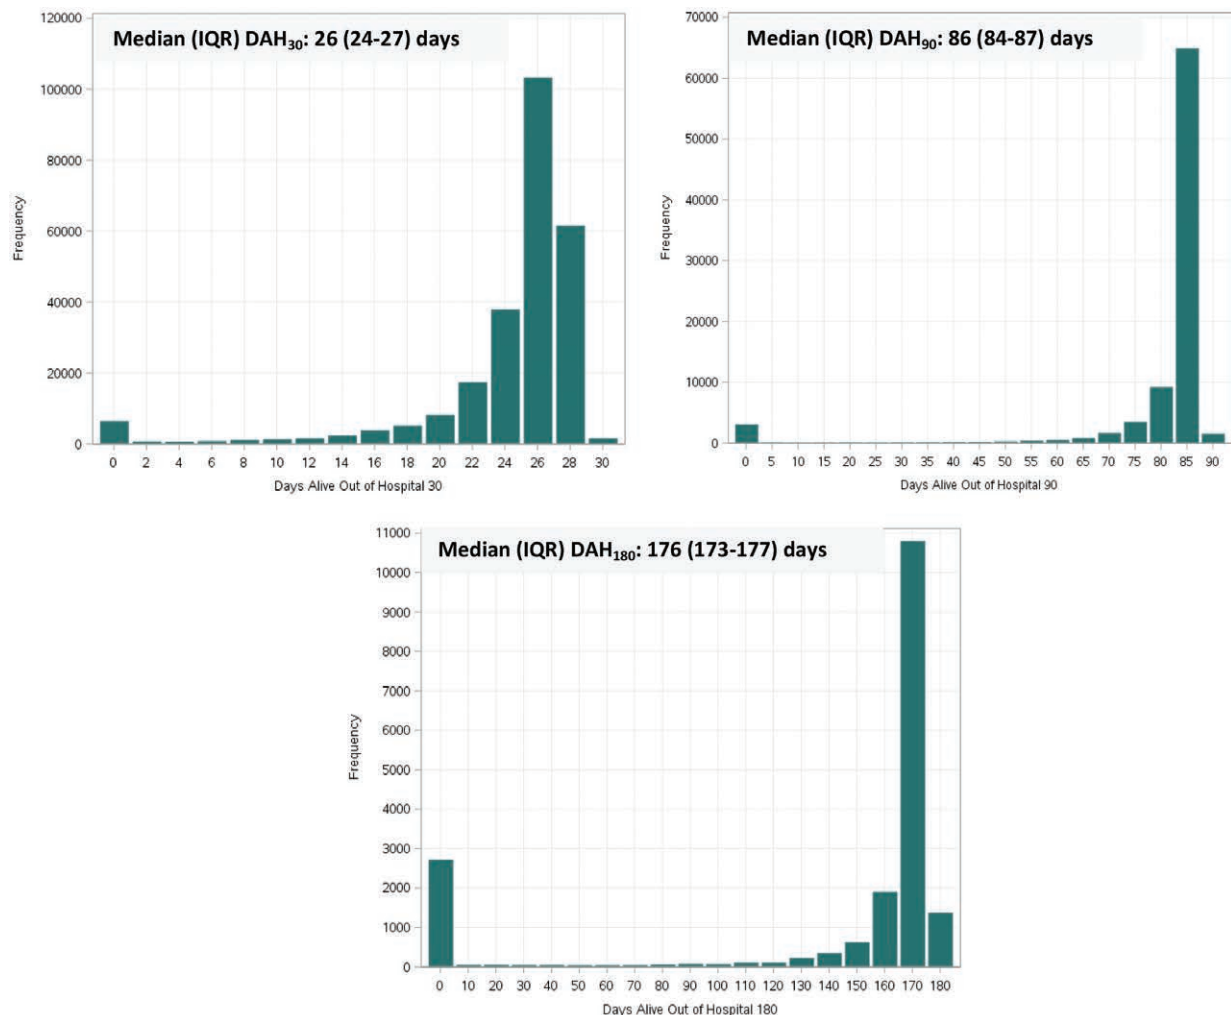 Median (IQR) DAH₃₀: 26 (24-27) days
120000
100000
80000
60000
40000
20000
0
Frequency
0 2 4 6 8 10 12 14 16 18 20 22 24 26 28 30
Days Alive Out of Hospital 30
Median (IQR) DAH₉₀: 86 (84-87) days
70000
60000
50000
40000
30000
20000
10000
0
Frequency
0 5 10 15 20 25 30 35 40 45 50 55 60 65 70 75 80 85 90
Days Alive Out of Hospital 90
Median (IQR) DAH₁₈₀: 176 (173-177) days
11000
10000
9000
8000
7000
6000
5000
4000
3000
2000
1000
0
Frequency
0 10 20 30 40 50 60 70 80 90 100 110 120 130 140 150 160 170 180
Days Alive Out of Hospital 180